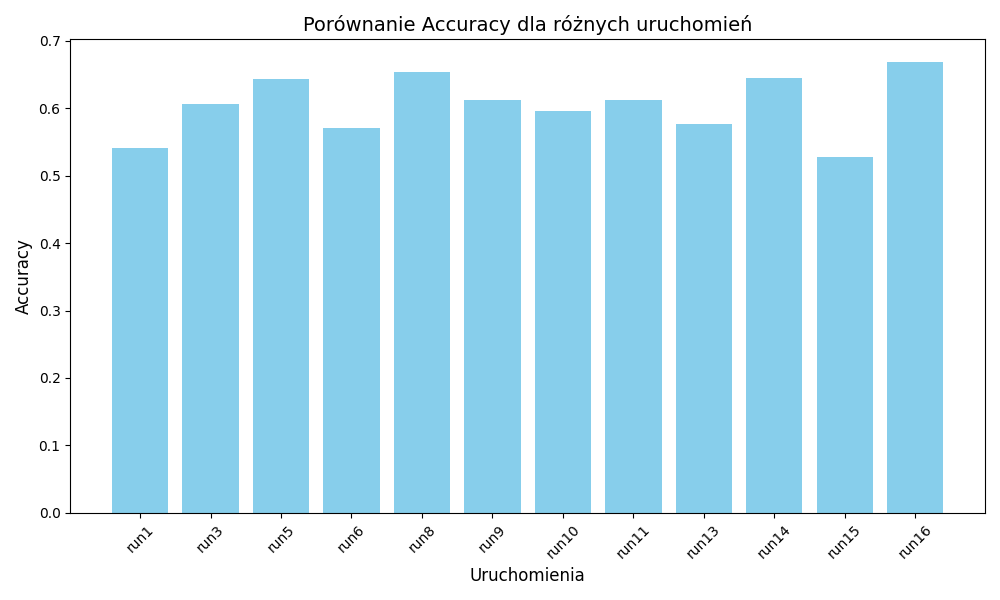 Porównanie Accuracy dla różnych uruchomień
Accuracy
0.7
0.6
0.5
0.4
0.3
0.2
0.1
0.0
run1 run3 run5 run6 run8 run9 run10 run11 run13 run14 run15 run16
Uruchomienia